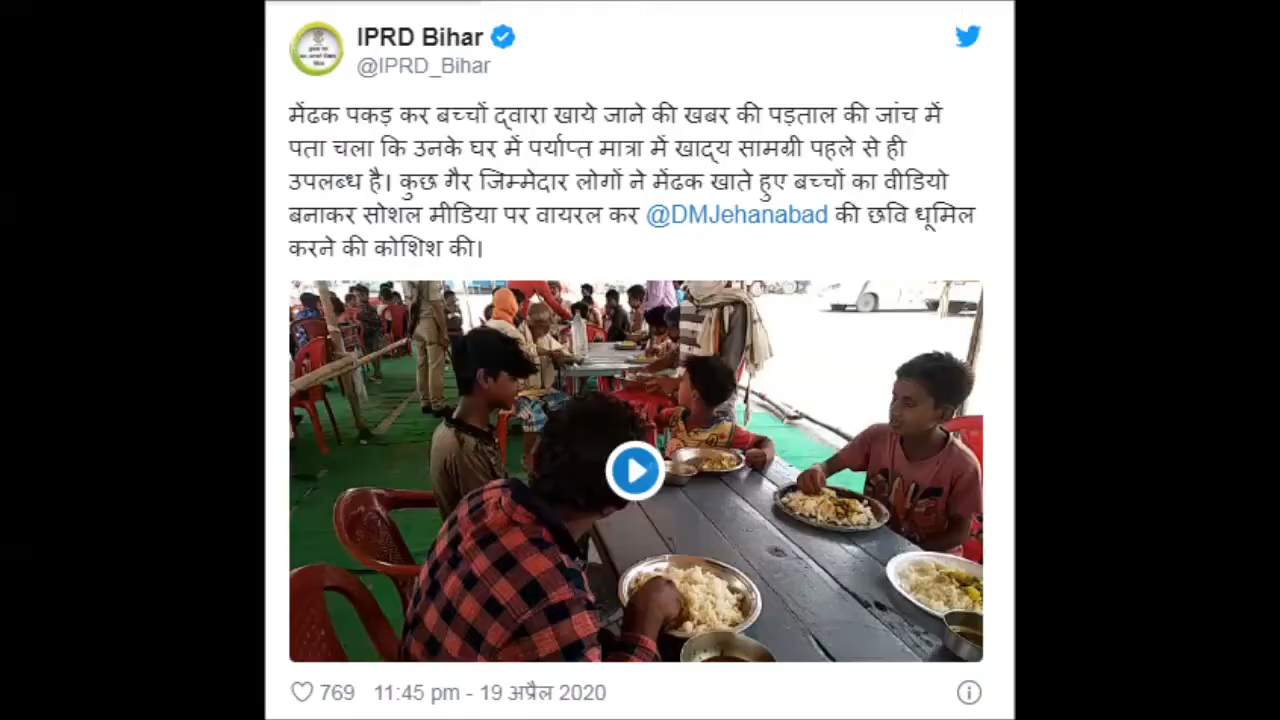 IPRD Bihar
@IPRD_Bihar
मेंढक पकड़ कर बच्चों द्वारा खाये जाने की खबर की पड़ताल की जांच में
पता चला कि उनके घर में पर्याप्त मात्रा में खाद्य सामग्री पहले से ही
उपलब्ध है। कुछ गैर जिम्मेदार लोगों ने मेंढक खाते हुए बच्चों का वीडियो
बनाकर सोशल मीडिया पर वायरल कर @DMJehanabad की छवि धूमिल
करने की कोशिश की।
769 11:45 pm - 19 अप्रैल 2020